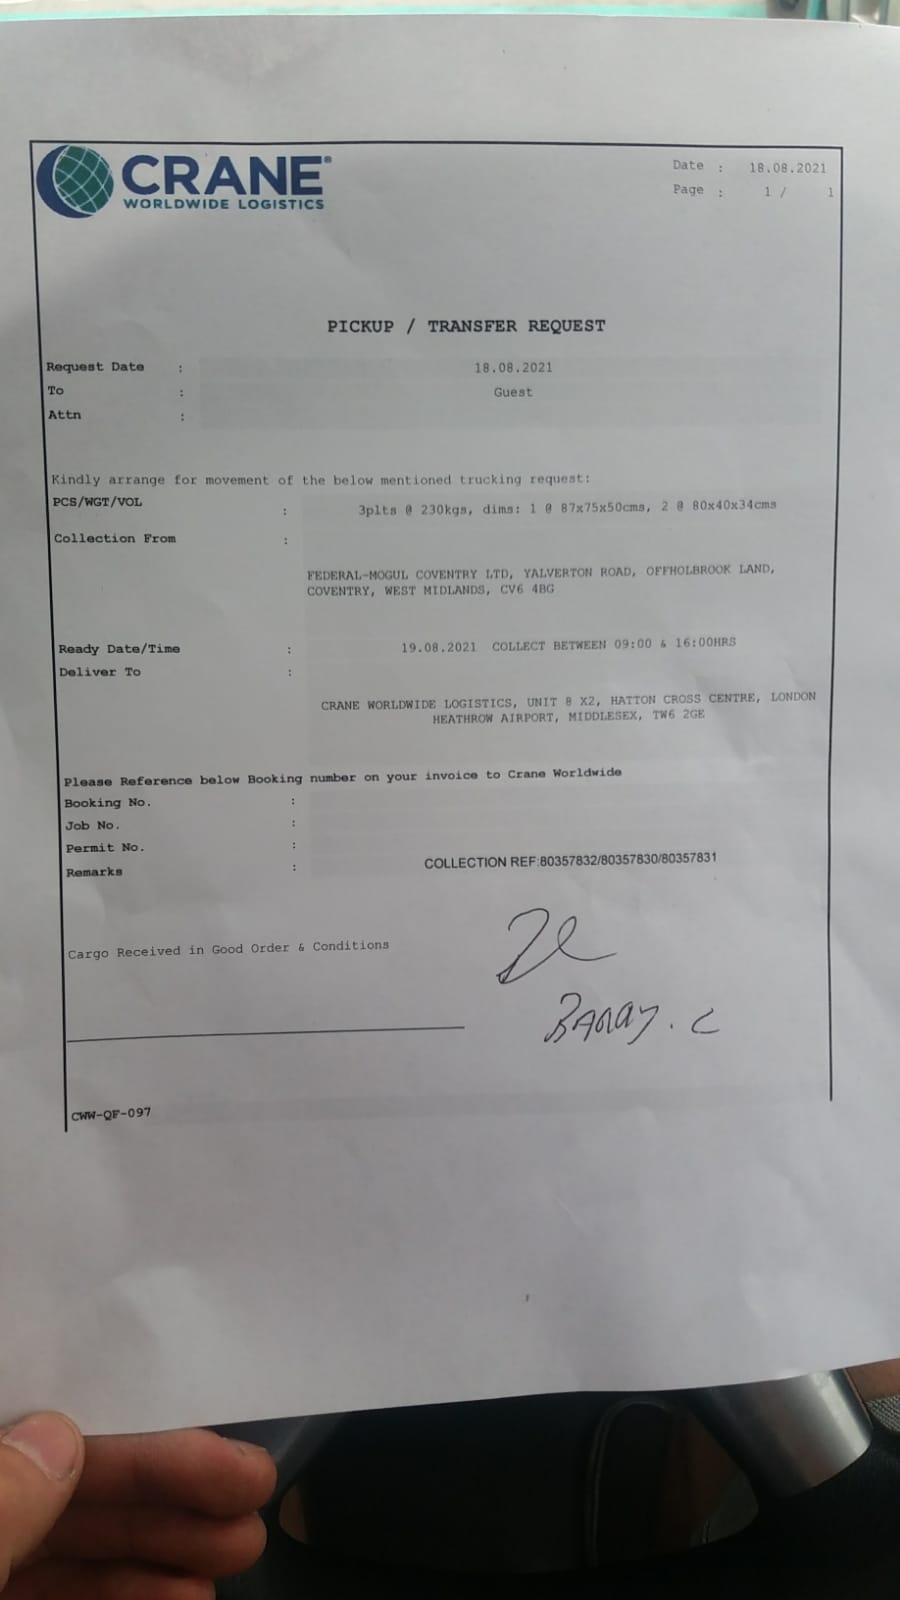 CRANE®
WORLDWIDE LOGISTICS
Date : 18.08.2021
Page : 1 / 1
PICKUP / TRANSFER REQUEST
Request Date : 18.08.2021
To : Guest
Attn :
Kindly arrange for movement of the below mentioned trucking request:
PCS/WGT/VOL : 3plts @ 230kgs, dims: 1 @ 87x75x50cms, 2 @ 80x40x34cms
Collection From :
FEDERAL-MOGUL COVENTRY LTD, YALVERTON ROAD, OFFHOLBROOK LAND,
COVENTRY, WEST MIDLANDS, CV6 4BG
Ready Date/Time : 19.08.2021 COLLECT BETWEEN 09:00 & 16:00HRS
Deliver To :
CRANE WORLDWIDE LOGISTICS, UNIT 8 X2, HATTON CROSS CENTRE, LONDON
HEATHROW AIRPORT, MIDDLESEX, TW6 2GE
Please Reference below Booking number on your invoice to Crane Worldwide
Booking No. :
Job No. :
Permit No. :
Remarks : COLLECTION REF:80357832/80357830/80357831
Cargo Received in Good Order & Conditions
CWW-QF-097